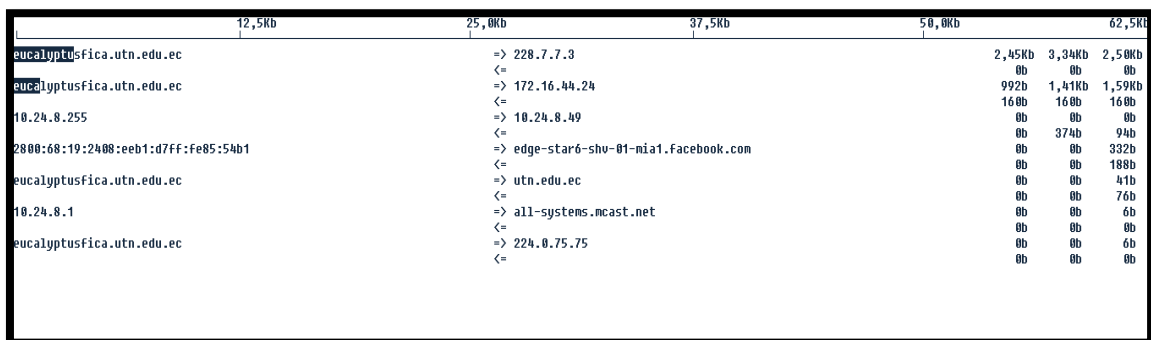 12,5Kb 25,0Kb 37,5Kb 50,0Kb 62,5Kb
eucalyptusfica.utn.edu.ec => 228.7.7.3 2,45Kb 3,34Kb 2,50Kb
<= 0b 0b 0b
eucalyptusfica.utn.edu.ec => 172.16.44.24 992b 1,41Kb 1,59Kb
<= 160b 160b 160b
10.24.8.255 => 10.24.8.49 0b 0b 0b
<= 0b 374b 94b
2800:68:19:2408:eeb1:d7ff:fe85:54b1 => edge-star6-shv-01-mia1.facebook.com 0b 0b 332b
<= 0b 0b 188b
eucalyptusfica.utn.edu.ec => utn.edu.ec 0b 0b 41b
<= 0b 0b 76b
10.24.8.1 => all-systems.mcast.net 0b 0b 6b
<= 0b 0b 0b
eucalyptusfica.utn.edu.ec => 224.0.75.75 0b 0b 6b
<= 0b 0b 0b